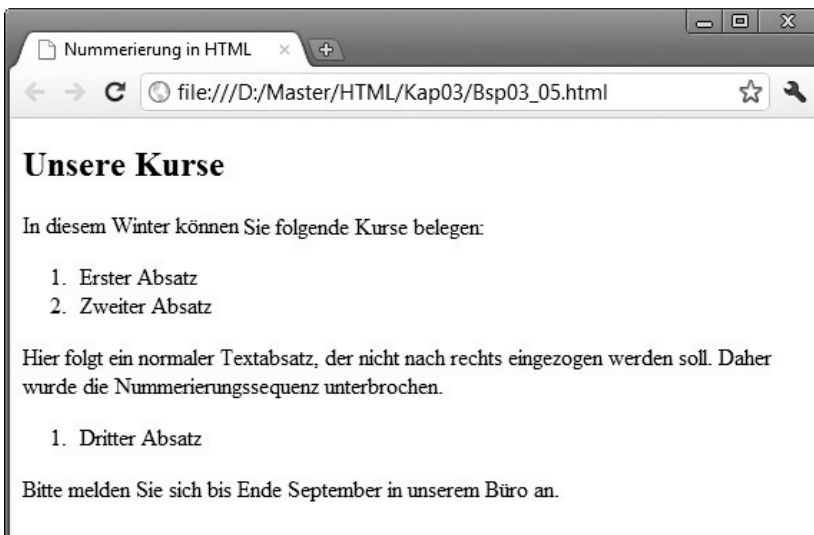 Nummerierung in HTML
file:///D:/Master/HTML/Kap03/Bsp03_05.html
Unsere Kurse
In diesem Winter können Sie folgende Kurse belegen:
1. Erster Absatz
2. Zweiter Absatz
Hier folgt ein normaler Textabsatz, der nicht nach rechts eingezogen werden soll. Daher
wurde die Nummerierungssequenz unterbrochen.
1. Dritter Absatz
Bitte melden Sie sich bis Ende September in unserem Büro an.